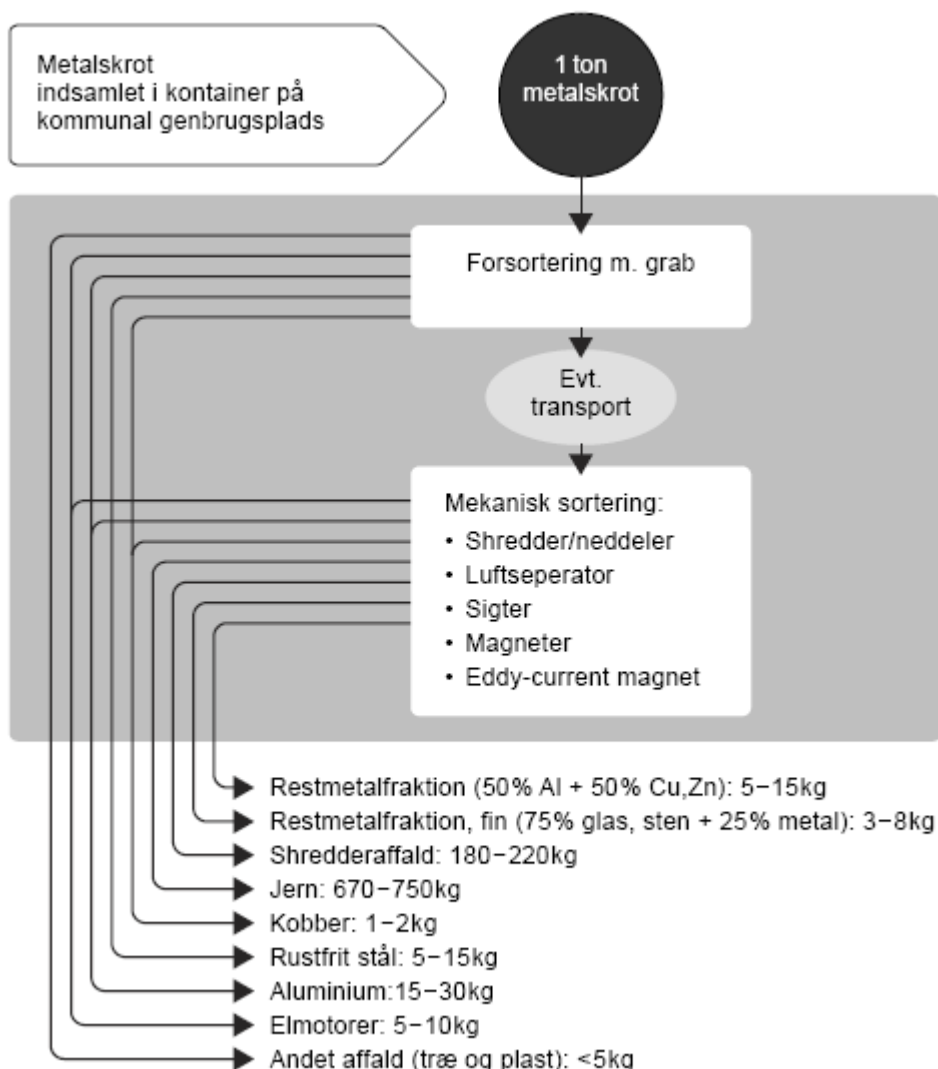 Metalskrot
indsamlet i kontainer på
kommunal genbrugsplads
1 ton
metalskrot
Forsortering m. grab
Evt.
transport
Mekanisk sortering:
• Shredder/neddeler
• Luftseperator
• Sigter
• Magneter
• Eddy-current magnet
Restmetalfraktion (50% Al + 50% Cu,Zn): 5–15kg
Restmetalfraktion, fin (75% glas, sten + 25% metal): 3–8kg
Shredderaffald: 180–220kg
Jern: 670–750kg
Kobber: 1–2kg
Rustfrit stål: 5–15kg
Aluminium:15–30kg
Elmotorer: 5–10kg
Andet affald (træ og plast): <5kg